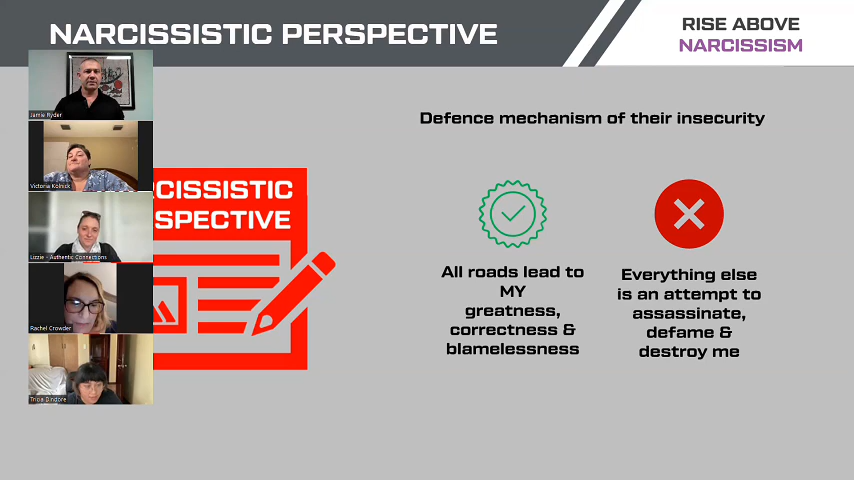 NARCISSISTIC PERSPECTIVE
RISE ABOVE
NARCISSISM
Jamie Ryder
Victoria Kolnick
Lizzie - Authentic Connections
Rachel Crowder
Defence mechanism of their insecurity
RCISSISTIC
SPECTIVE
All roads lead to
MY
greatness,
correctness &
blamelessness
Everything else
is an attempt to
assassinate,
defame &
destroy me